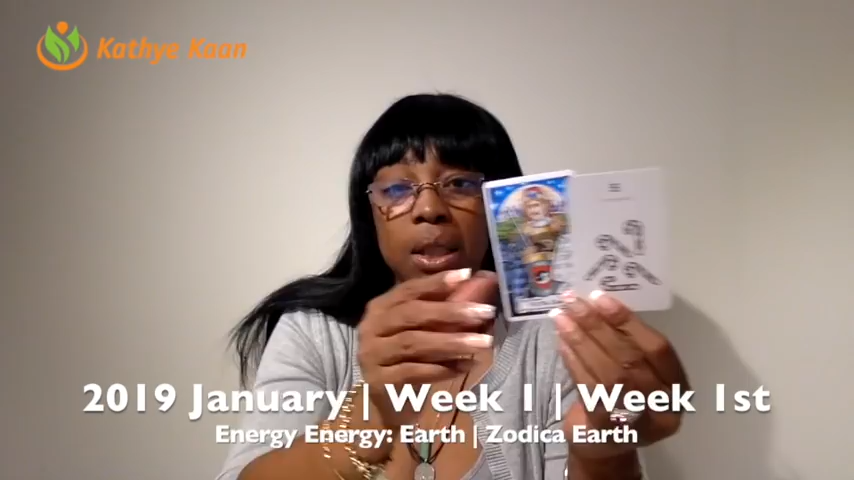 Kathye Kaan
2019 January | Week 1 | Week 1st
Energy Energy: Earth | Zodica Earth